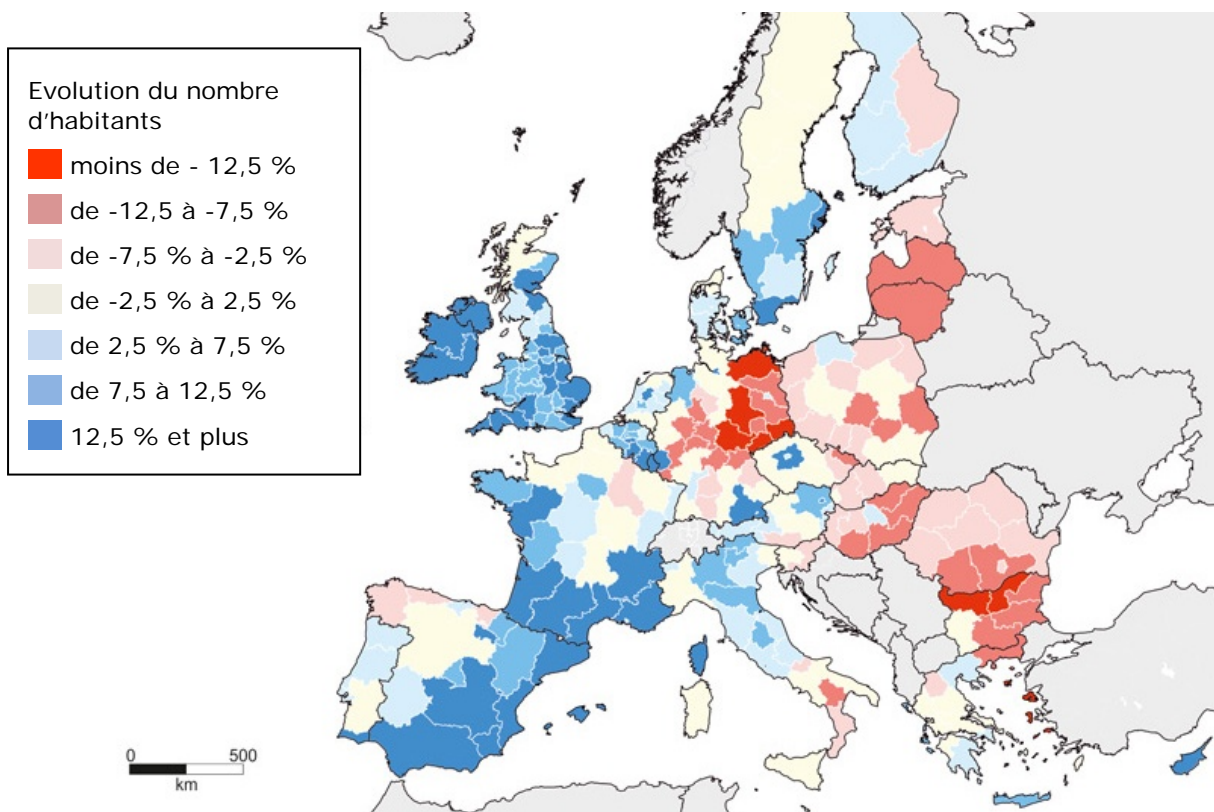 Evolution du nombre
d'habitants
moins de - 12,5 %
de -12,5 à -7,5 %
de -7,5 % à -2,5 %
de -2,5 % à 2,5 %
de 2,5 % à 7,5 %
de 7,5 à 12,5 %
12,5 % et plus
0 500
km